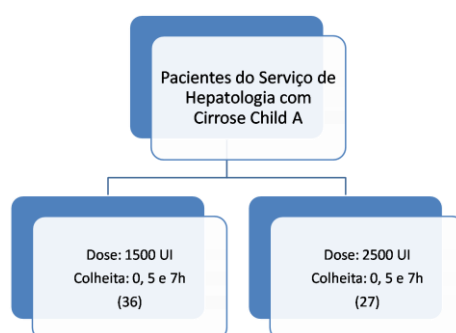 Pacientes do Serviço de
Hepatologia com
Cirrose Child A
Dose: 1500 UI
Colheita: 0, 5 e 7h
(36)
Dose: 2500 UI
Colheita: 0, 5 e 7h
(27)